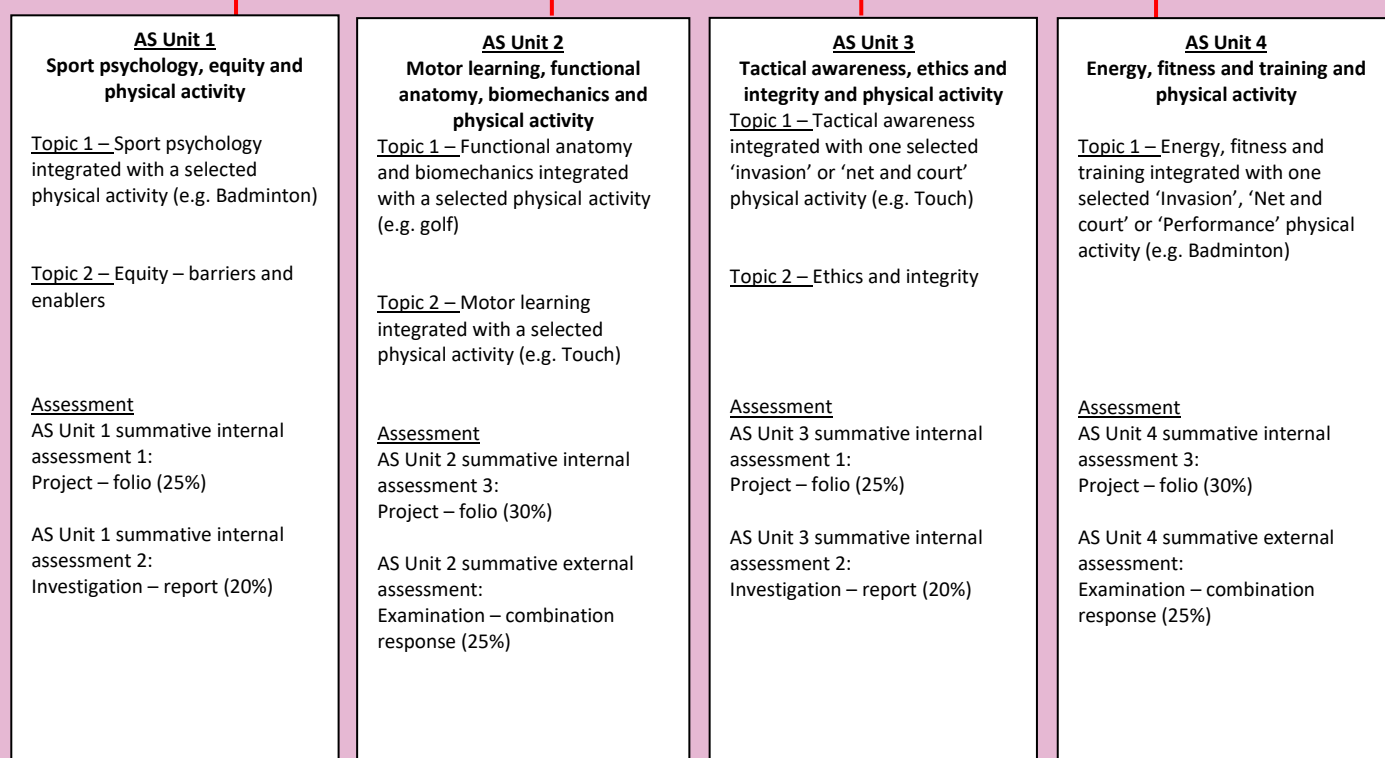 AS Unit 1
Sport psychology, equity and
physical activity
Topic 1 – Sport psychology
integrated with a selected
physical activity (e.g. Badminton)
Topic 2 – Equity – barriers and
enablers
Assessment
AS Unit 1 summative internal
assessment 1:
Project – folio (25%)
AS Unit 1 summative internal
assessment 2:
Investigation – report (20%)
AS Unit 2
Motor learning, functional
anatomy, biomechanics and
physical activity
Topic 1 – Functional anatomy
and biomechanics integrated
with a selected physical activity
(e.g. golf)
Topic 2 – Motor learning
integrated with a selected
physical activity (e.g. Touch)
Assessment
AS Unit 2 summative internal
assessment 3:
Project – folio (30%)
AS Unit 2 summative external
assessment:
Examination – combination
response (25%)
AS Unit 3
Tactical awareness, ethics and
integrity and physical activity
Topic 1 – Tactical awareness
integrated with one selected
‘invasion’ or ‘net and court’
physical activity (e.g. Touch)
Topic 2 – Ethics and integrity
Assessment
AS Unit 3 summative internal
assessment 1:
Project – folio (25%)
AS Unit 3 summative internal
assessment 2:
Investigation – report (20%)
AS Unit 4
Energy, fitness and training and
physical activity
Topic 1 – Energy, fitness and
training integrated with one
selected ‘Invasion’, ‘Net and
court’ or ‘Performance’ physical
activity (e.g. Badminton)
Assessment
AS Unit 4 summative internal
assessment 3:
Project – folio (30%)
AS Unit 4 summative external
assessment:
Examination – combination
response (25%)